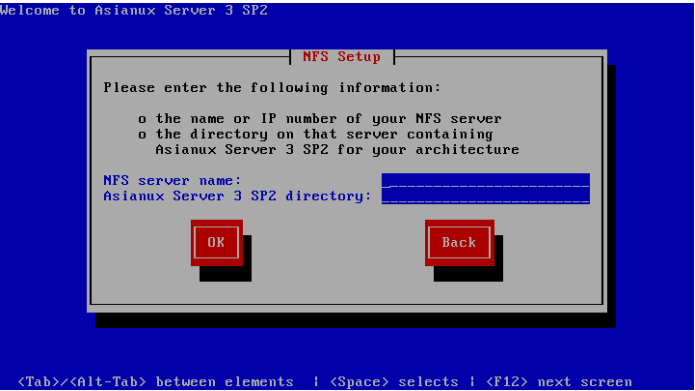 Welcome to Asianux Server 3 SP2
NFS Setup
Please enter the following information:
o the name or IP number of your NFS server
o the directory on that server containing
Asianux Server 3 SP2 for your architecture
NFS server name:
Asianux Server 3 SP2 directory:
OK
Back
<Tab>/<Alt-Tab> between elements | <Space> selects | <F12> next screen